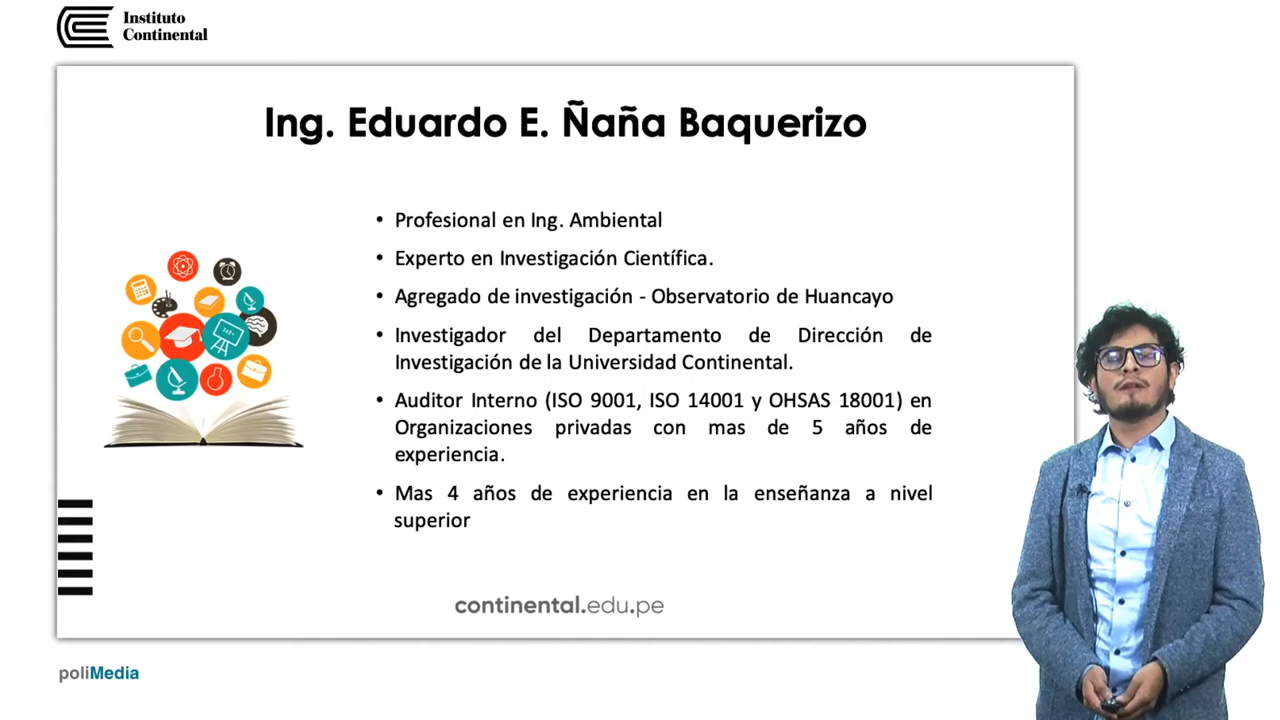 Instituto
Continental
Ing. Eduardo E. Ñaña Baquerizo
• Profesional en Ing. Ambiental
• Experto en Investigación Científica.
• Agregado de investigación - Observatorio de Huancayo
• Investigador del Departamento de Dirección de
Investigación de la Universidad Continental.
• Auditor Interno (ISO 9001, ISO 14001 y OHSAS 18001) en
Organizaciones privadas con mas de 5 años de
experiencia.
• Mas 4 años de experiencia en la enseñanza a nivel
superior
continental.edu.pe
poliMedia